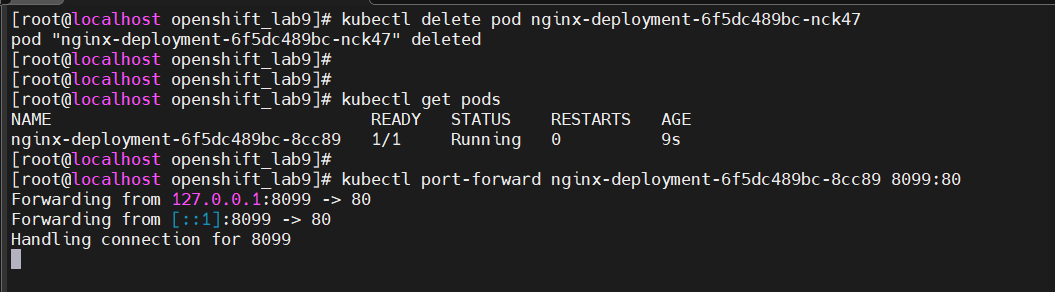 [root@localhost openshift_lab9]# kubectl delete pod nginx-deployment-6f5dc489bc-nck47
pod "nginx-deployment-6f5dc489bc-nck47" deleted
[root@localhost openshift_lab9]#
[root@localhost openshift_lab9]#
[root@localhost openshift_lab9]# kubectl get pods
NAME                                READY   STATUS    RESTARTS   AGE
nginx-deployment-6f5dc489bc-8cc89   1/1     Running   0          9s
[root@localhost openshift_lab9]#
[root@localhost openshift_lab9]# kubectl port-forward nginx-deployment-6f5dc489bc-8cc89 8099:80
Forwarding from 127.0.0.1:8099 -> 80
Forwarding from [::1]:8099 -> 80
Handling connection for 8099